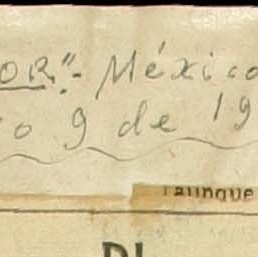 OR".- México
o 9 de 19
aunque